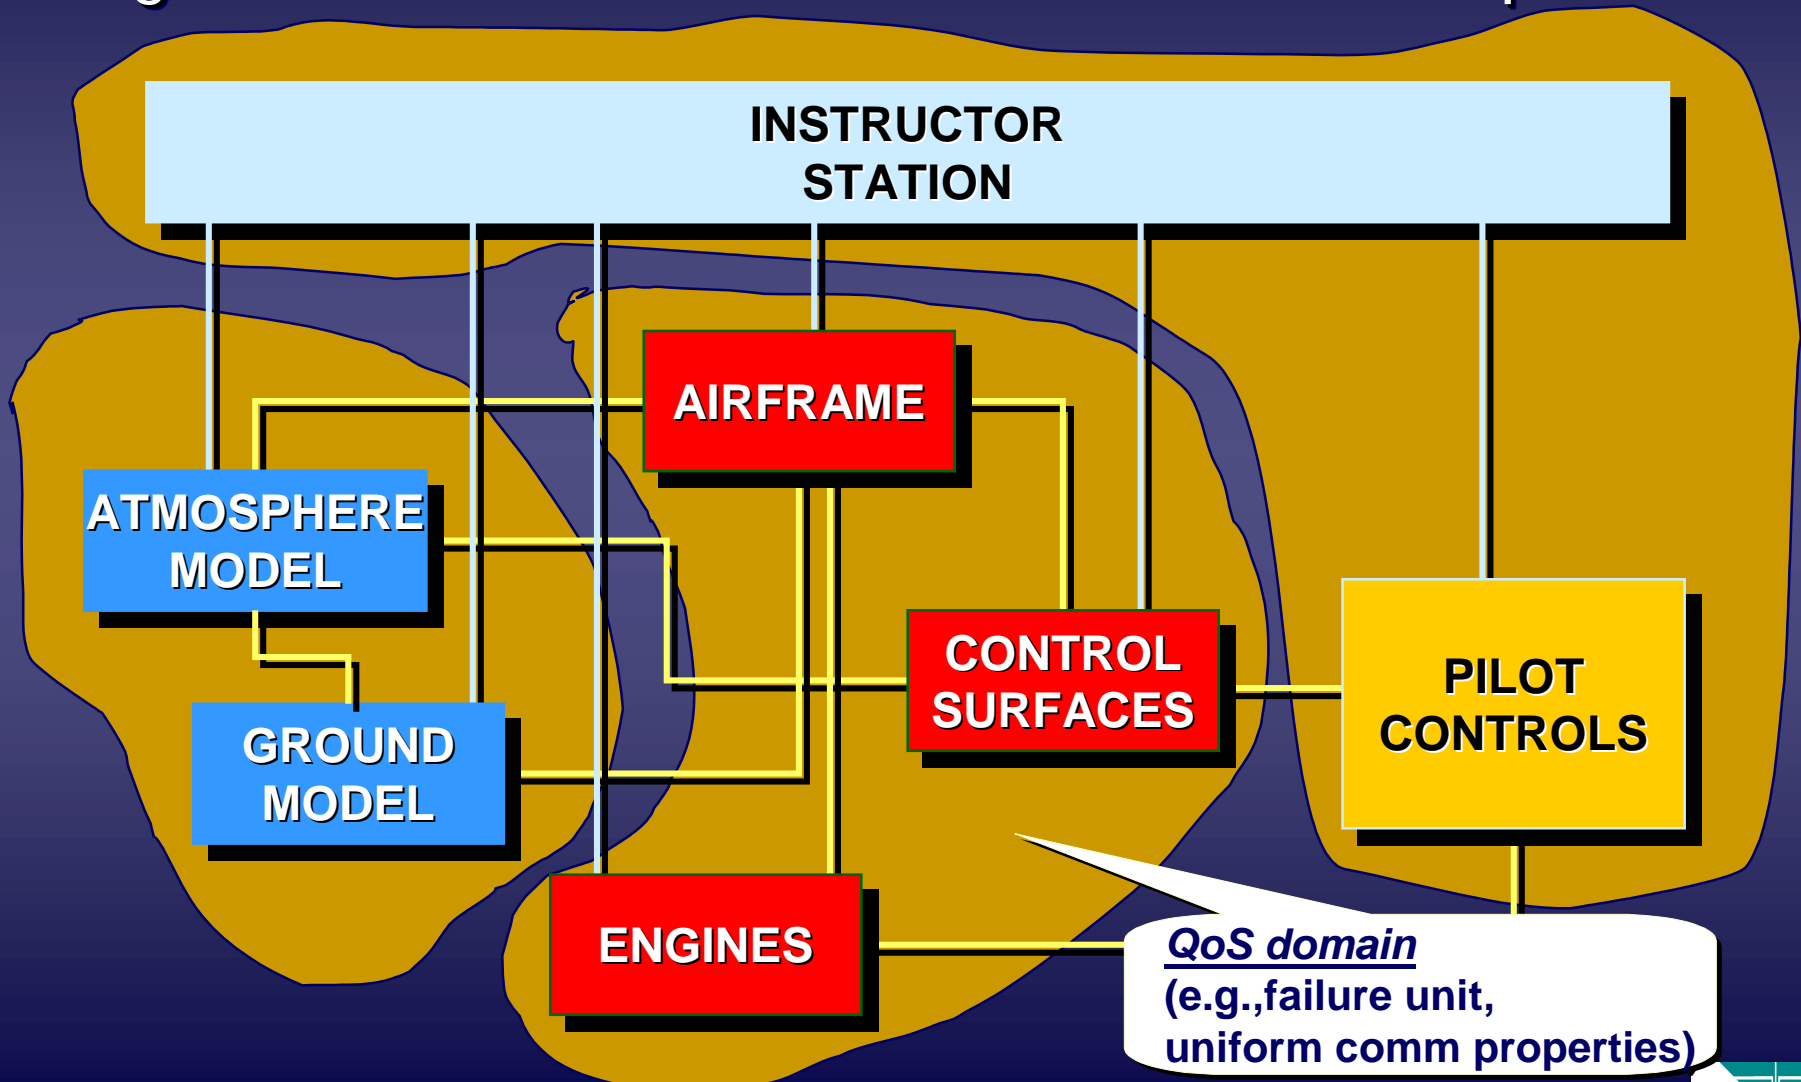 INSTRUCTOR
STATION
AIRFRAME
ATMOSPHERE
MODEL
CONTROL
SURFACES
PILOT
CONTROLS
GROUND
MODEL
ENGINES
QoS domain
(e.g.,failure unit,
uniform comm properties)